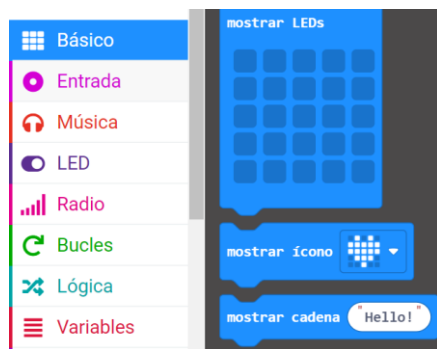 Básico
Entrada
Música
LED
Radio
Bucles
Lógica
Variables
mostrar LEDs
mostrar ícono
mostrar cadena "Hello!"